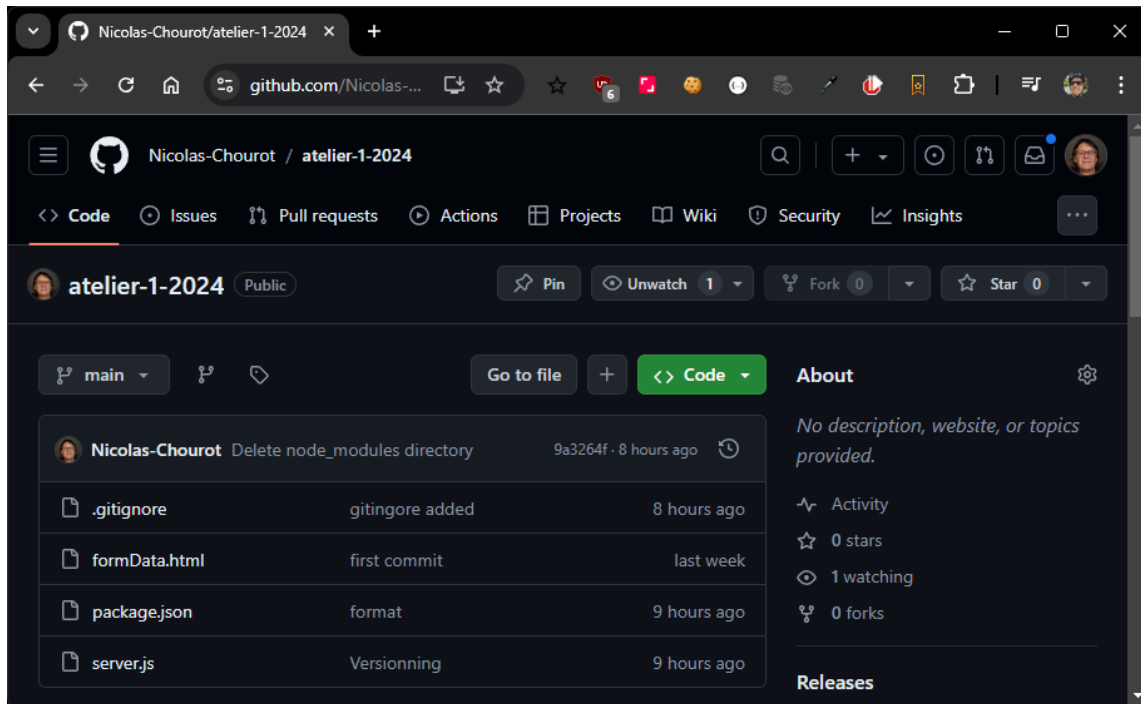 Nicolas-Chourot/atelier-1-2024
github.com/Nicolas-...
6
Nicolas-Chourot / atelier-1-2024
Code Issues Pull requests Actions Projects Wiki Security Insights
atelier-1-2024 Public Pin Unwatch 1 Fork 0 Star 0
main Go to file Code
About
No description, website, or topics
provided.
Nicolas-Chourot Delete node_modules directory 9a3264f · 8 hours ago
.gitignore gitingore added 8 hours ago
formData.html first commit last week
package.json format 9 hours ago
server.js Versionning 9 hours ago
Activity
0 stars
1 watching
0 forks
Releases